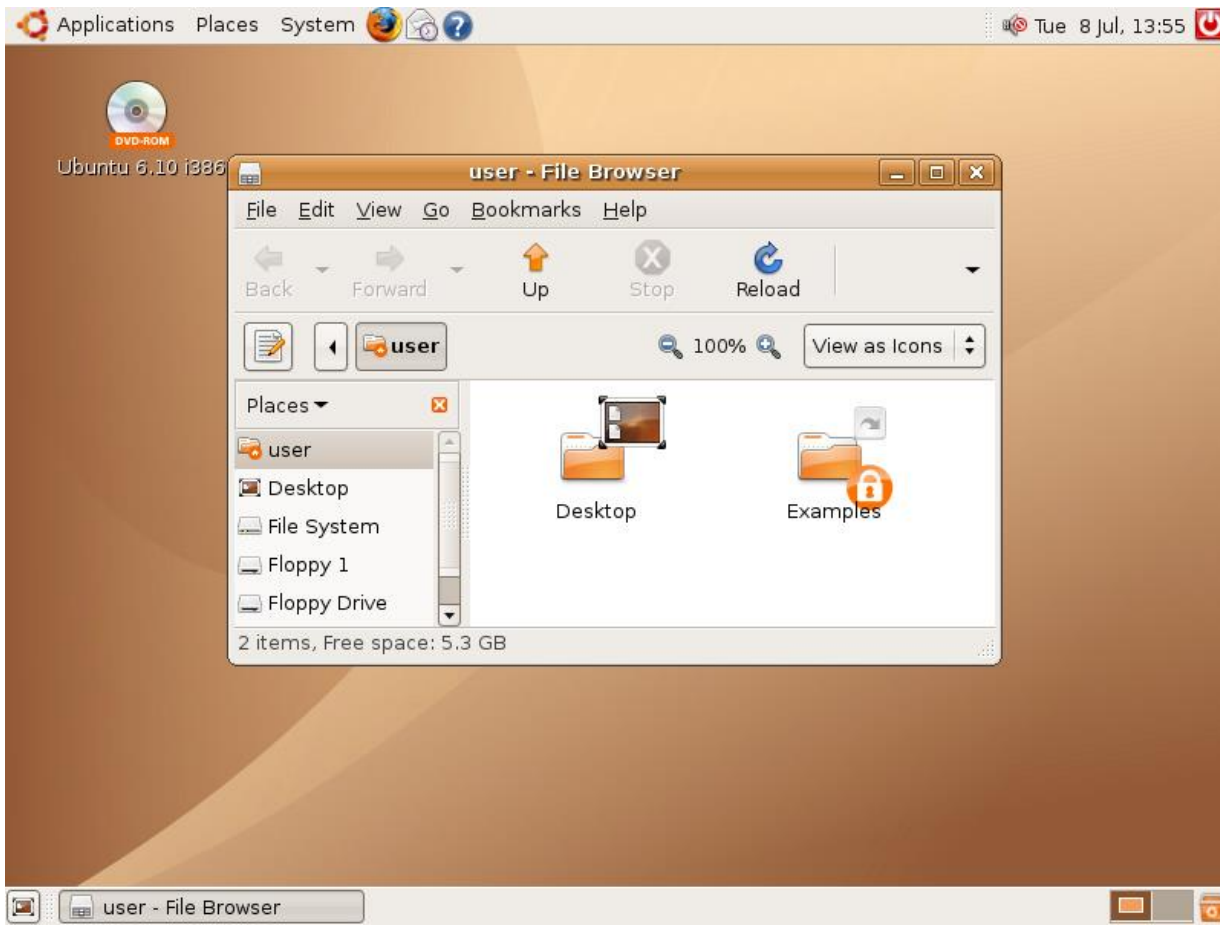 Applications Places System Tue 8 Jul, 13:55
DVD-ROM
Ubuntu 6.10 i386
user - File Browser
File Edit View Go Bookmarks Help
Back Forward Up Stop Reload
user 100% View as Icons
Places
user
Desktop
File System
Floppy 1
Floppy Drive
Desktop Examples
2 items, Free space: 5.3 GB
user - File Browser